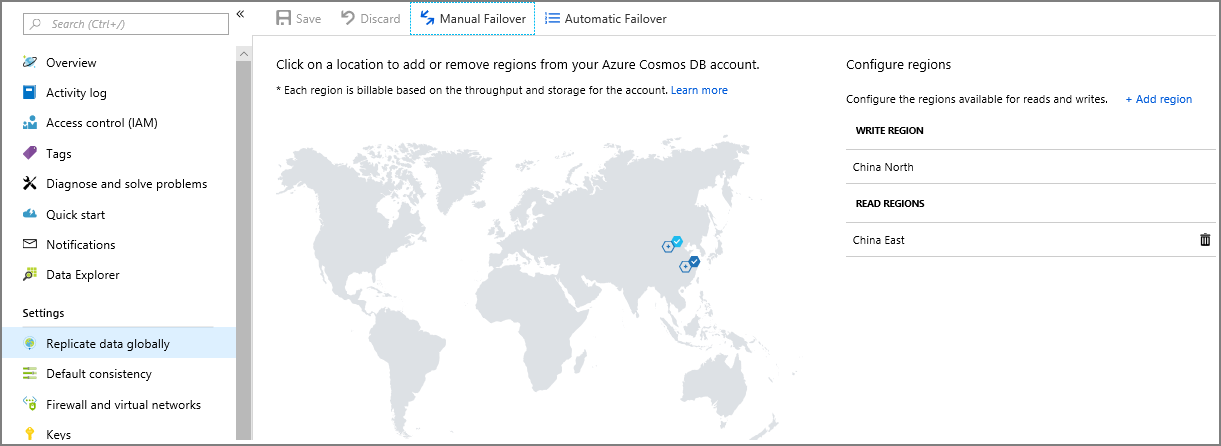 Search (Ctrl+/)
«
Overview
Activity log
Access control (IAM)
Tags
Diagnose and solve problems
Quick start
Notifications
Data Explorer
Settings
Replicate data globally
Default consistency
Firewall and virtual networks
Keys
Save
Discard
Manual Failover
Automatic Failover
Click on a location to add or remove regions from your Azure Cosmos DB account.
* Each region is billable based on the throughput and storage for the account. Learn more
Configure regions
Configure the regions available for reads and writes. + Add region
WRITE REGION
China North
READ REGIONS
China East